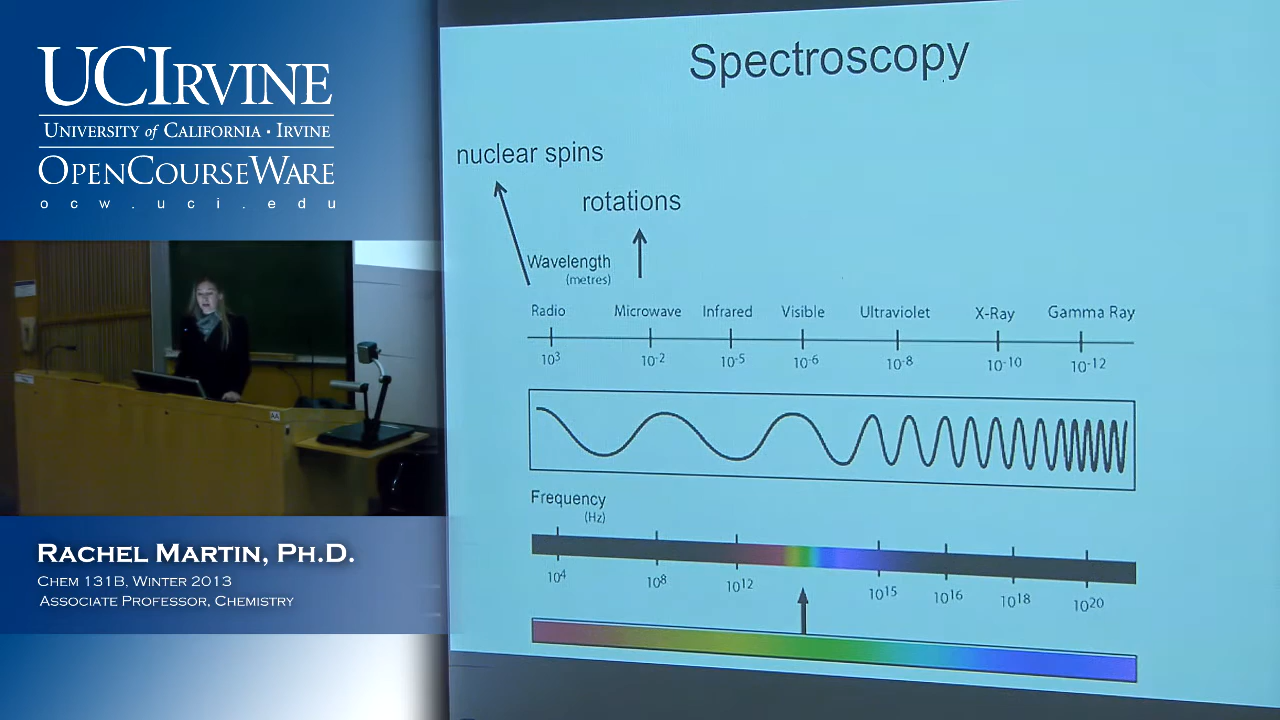 UCIRVINE
UNIVERSITY of CALIFORNIA · IRVINE
OPENCOURSEWARE
ocw.uci.edu
RACHEL MARTIN, PH.D.
CHEM 131B, WINTER 2013
ASSOCIATE PROFESSOR, CHEMISTRY
Spectroscopy
nuclear spins
rotations
Wavelength
(metres)
Radio Microwave Infrared Visible Ultraviolet X-Ray Gamma Ray
10³ 10⁻² 10⁻⁵ 10⁻⁶ 10⁻⁸ 10⁻¹⁰ 10⁻¹²
Frequency
(Hz)
10⁴ 10⁸ 10¹² 10¹⁵ 10¹⁶ 10¹⁸ 10²⁰